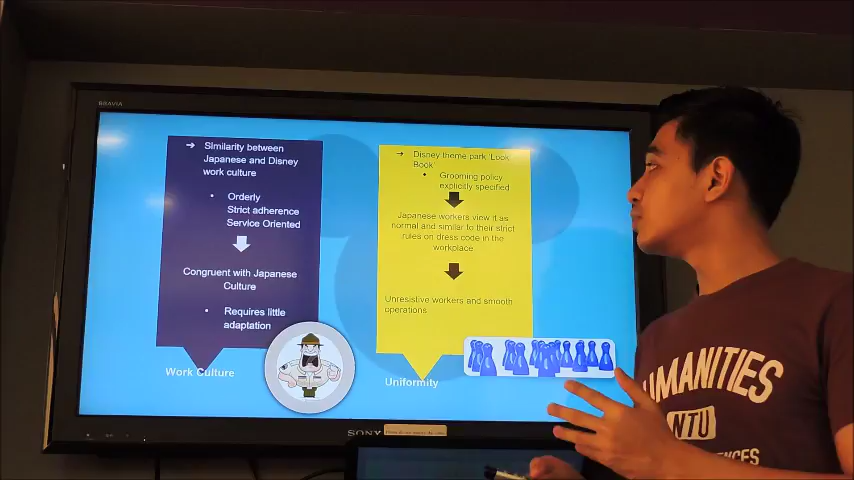 BRAVIA
➔ Similarity between
Japanese and Disney
work culture
• Orderly
Strict adherence
Service Oriented
Congruent with Japanese
Culture
• Requires little
adaptation
Work Culture
➔ Disney theme park 'Look
Book'
• Grooming policy
explicitly specified
Japanese workers view it as
normal and similar to their strict
rules on dress code in the
workplace
Unresistive workers and smooth
operations
Uniformity
SONY
HUMANITIES
NTU